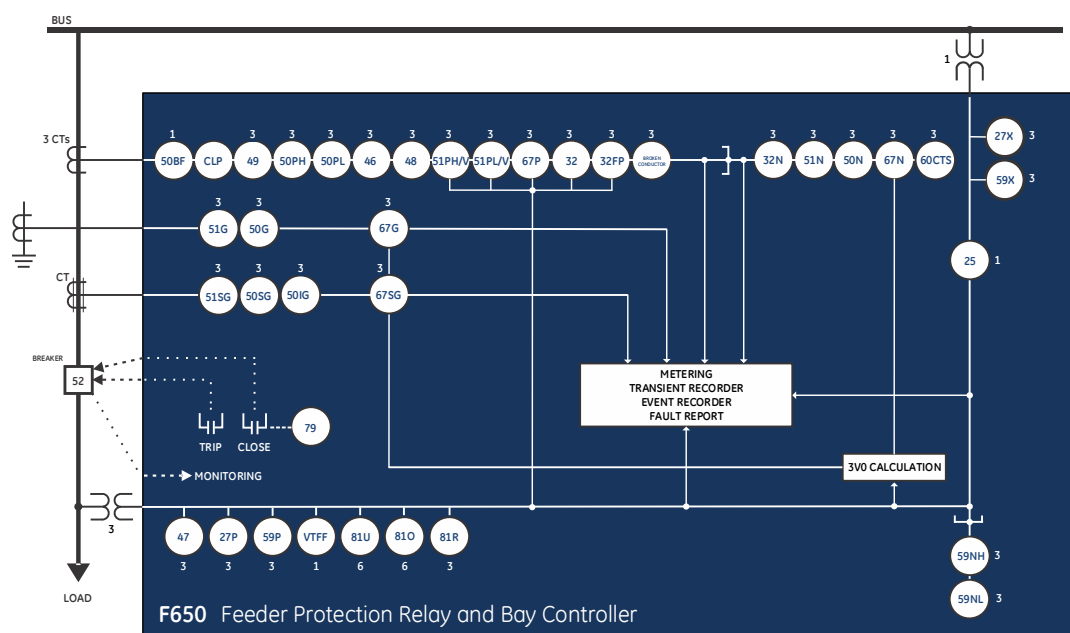 BUS
1
3 CTs
1 3 3 3 3 3 3 3 3 3 3 3
50BF CLP 49 50PH 50PL 46 48 51PH/V 51PL/V 67P 32 32FP BROKEN CONDUCTOR
3 3 3 3 3
32N 51N 50N 67N 60CTS
27X 3
59X 3
3 3 3
51G 50G 67G
25 1
CT
3 3 3
51SG 50SG 50IG 67SG
BREAKER
52
METERING
TRANSIENT RECORDER
EVENT RECORDER
FAULT REPORT
79
TRIP CLOSE
MONITORING
3V0 CALCULATION
3
47 27P 59P VTFF 81U 81O 81R
3 3 3 1 6 6 3
59NH 3
59NL 3
LOAD
F650 Feeder Protection Relay and Bay Controller